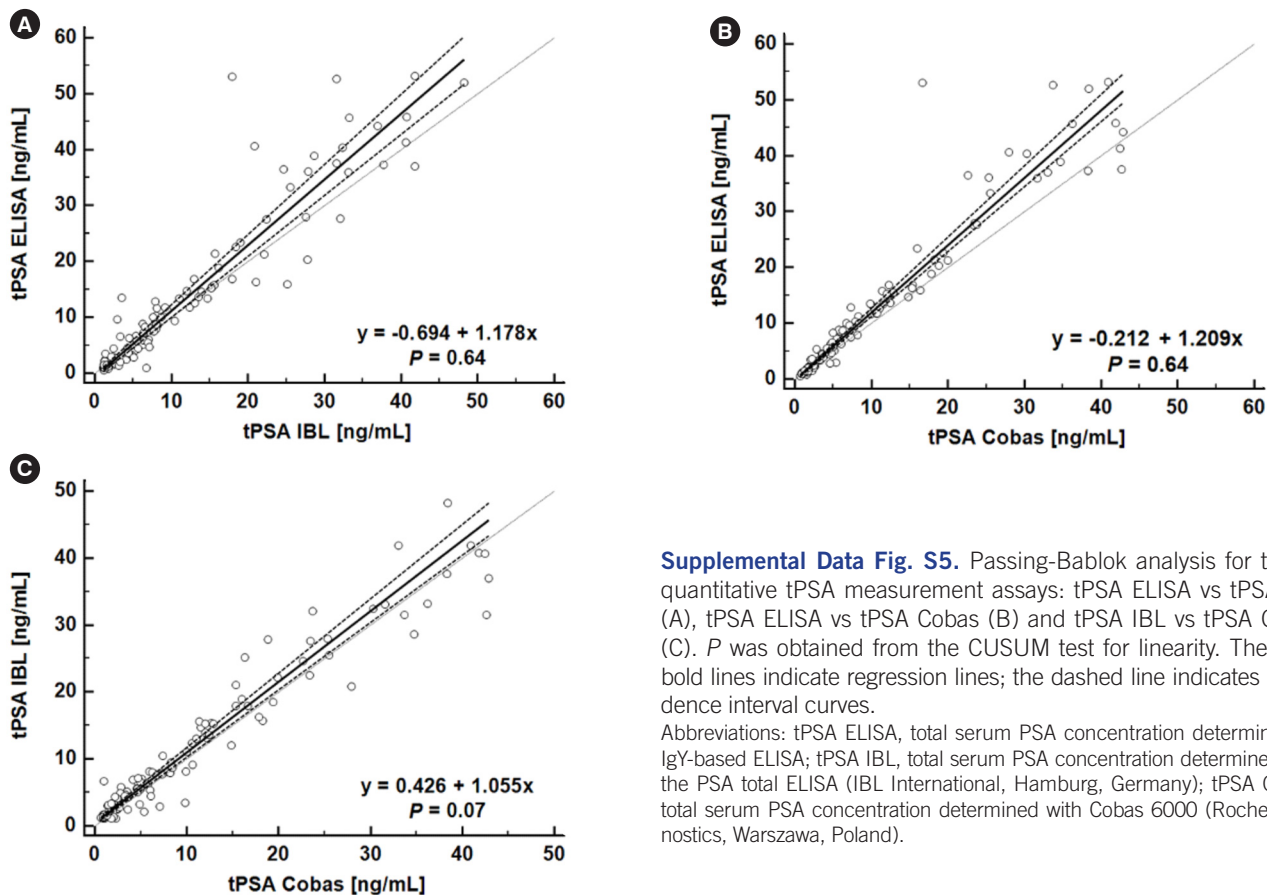 A
60
50
40
30
20
10
0
tPSA ELISA [ng/mL]
y = -0.694 + 1.178x
P = 0.64
0 10 20 30 40 50 60
tPSA IBL [ng/mL]
B
60
50
40
30
20
10
0
tPSA ELISA [ng/mL]
y = -0.212 + 1.209x
P = 0.64
0 10 20 30 40 50 60
tPSA Cobas [ng/mL]
C
50
40
30
20
10
0
tPSA IBL [ng/mL]
y = 0.426 + 1.055x
P = 0.07
0 10 20 30 40 50
tPSA Cobas [ng/mL]
Supplemental Data Fig. S5. Passing-Bablok analysis for t
quantitative tPSA measurement assays: tPSA ELISA vs tPSA
(A), tPSA ELISA vs tPSA Cobas (B) and tPSA IBL vs tPSA C
(C). P was obtained from the CUSUM test for linearity. The
bold lines indicate regression lines; the dashed line indicates
dence interval curves.
Abbreviations: tPSA ELISA, total serum PSA concentration determin
IgY-based ELISA; tPSA IBL, total serum PSA concentration determined
the PSA total ELISA (IBL International, Hamburg, Germany); tPSA C
total serum PSA concentration determined with Cobas 6000 (Roche
nostics, Warszawa, Poland).